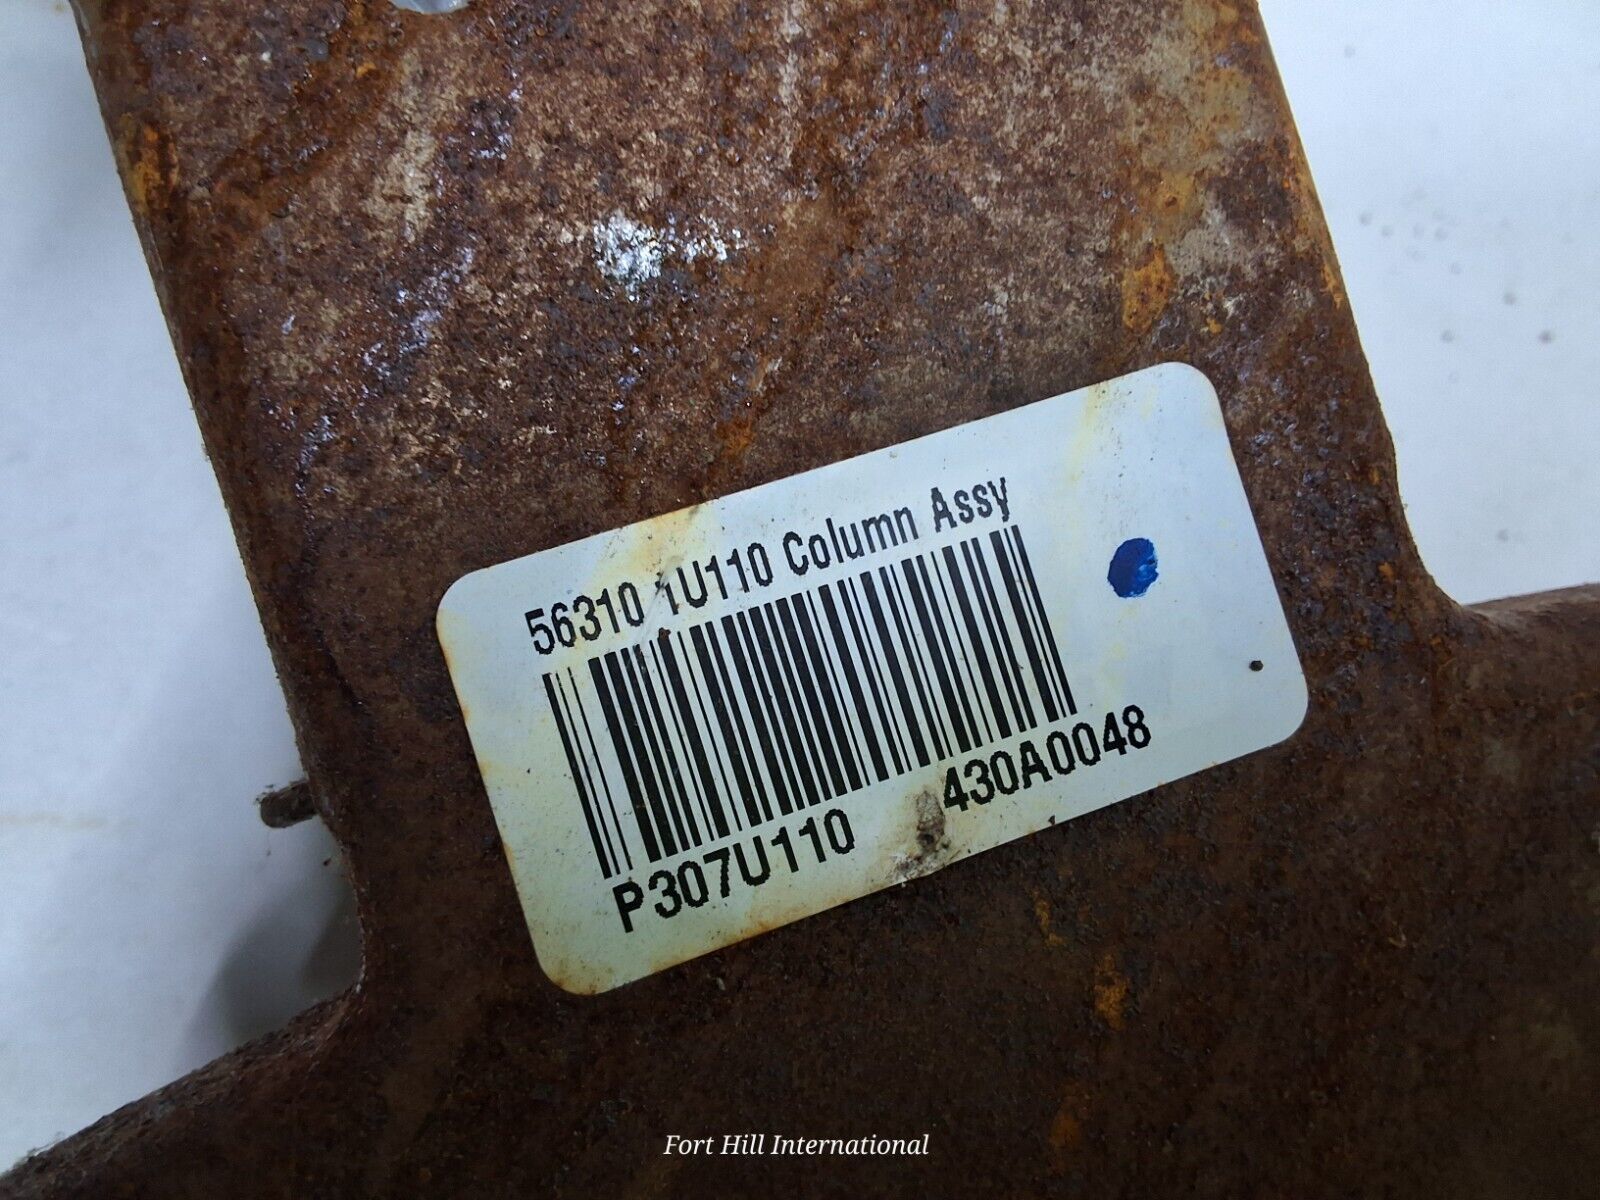 56310 1U110 Column Assy
P307U110 430A0048
Fort Hill International